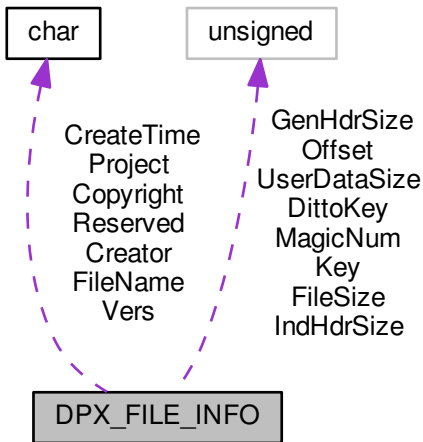 char
unsigned
CreateTime
Project
Copyright
Reserved
Creator
FileName
Vers
GenHdrSize
Offset
UserDataSize
DittoKey
MagicNum
Key
FileSize
IndHdrSize
DPX_FILE_INFO